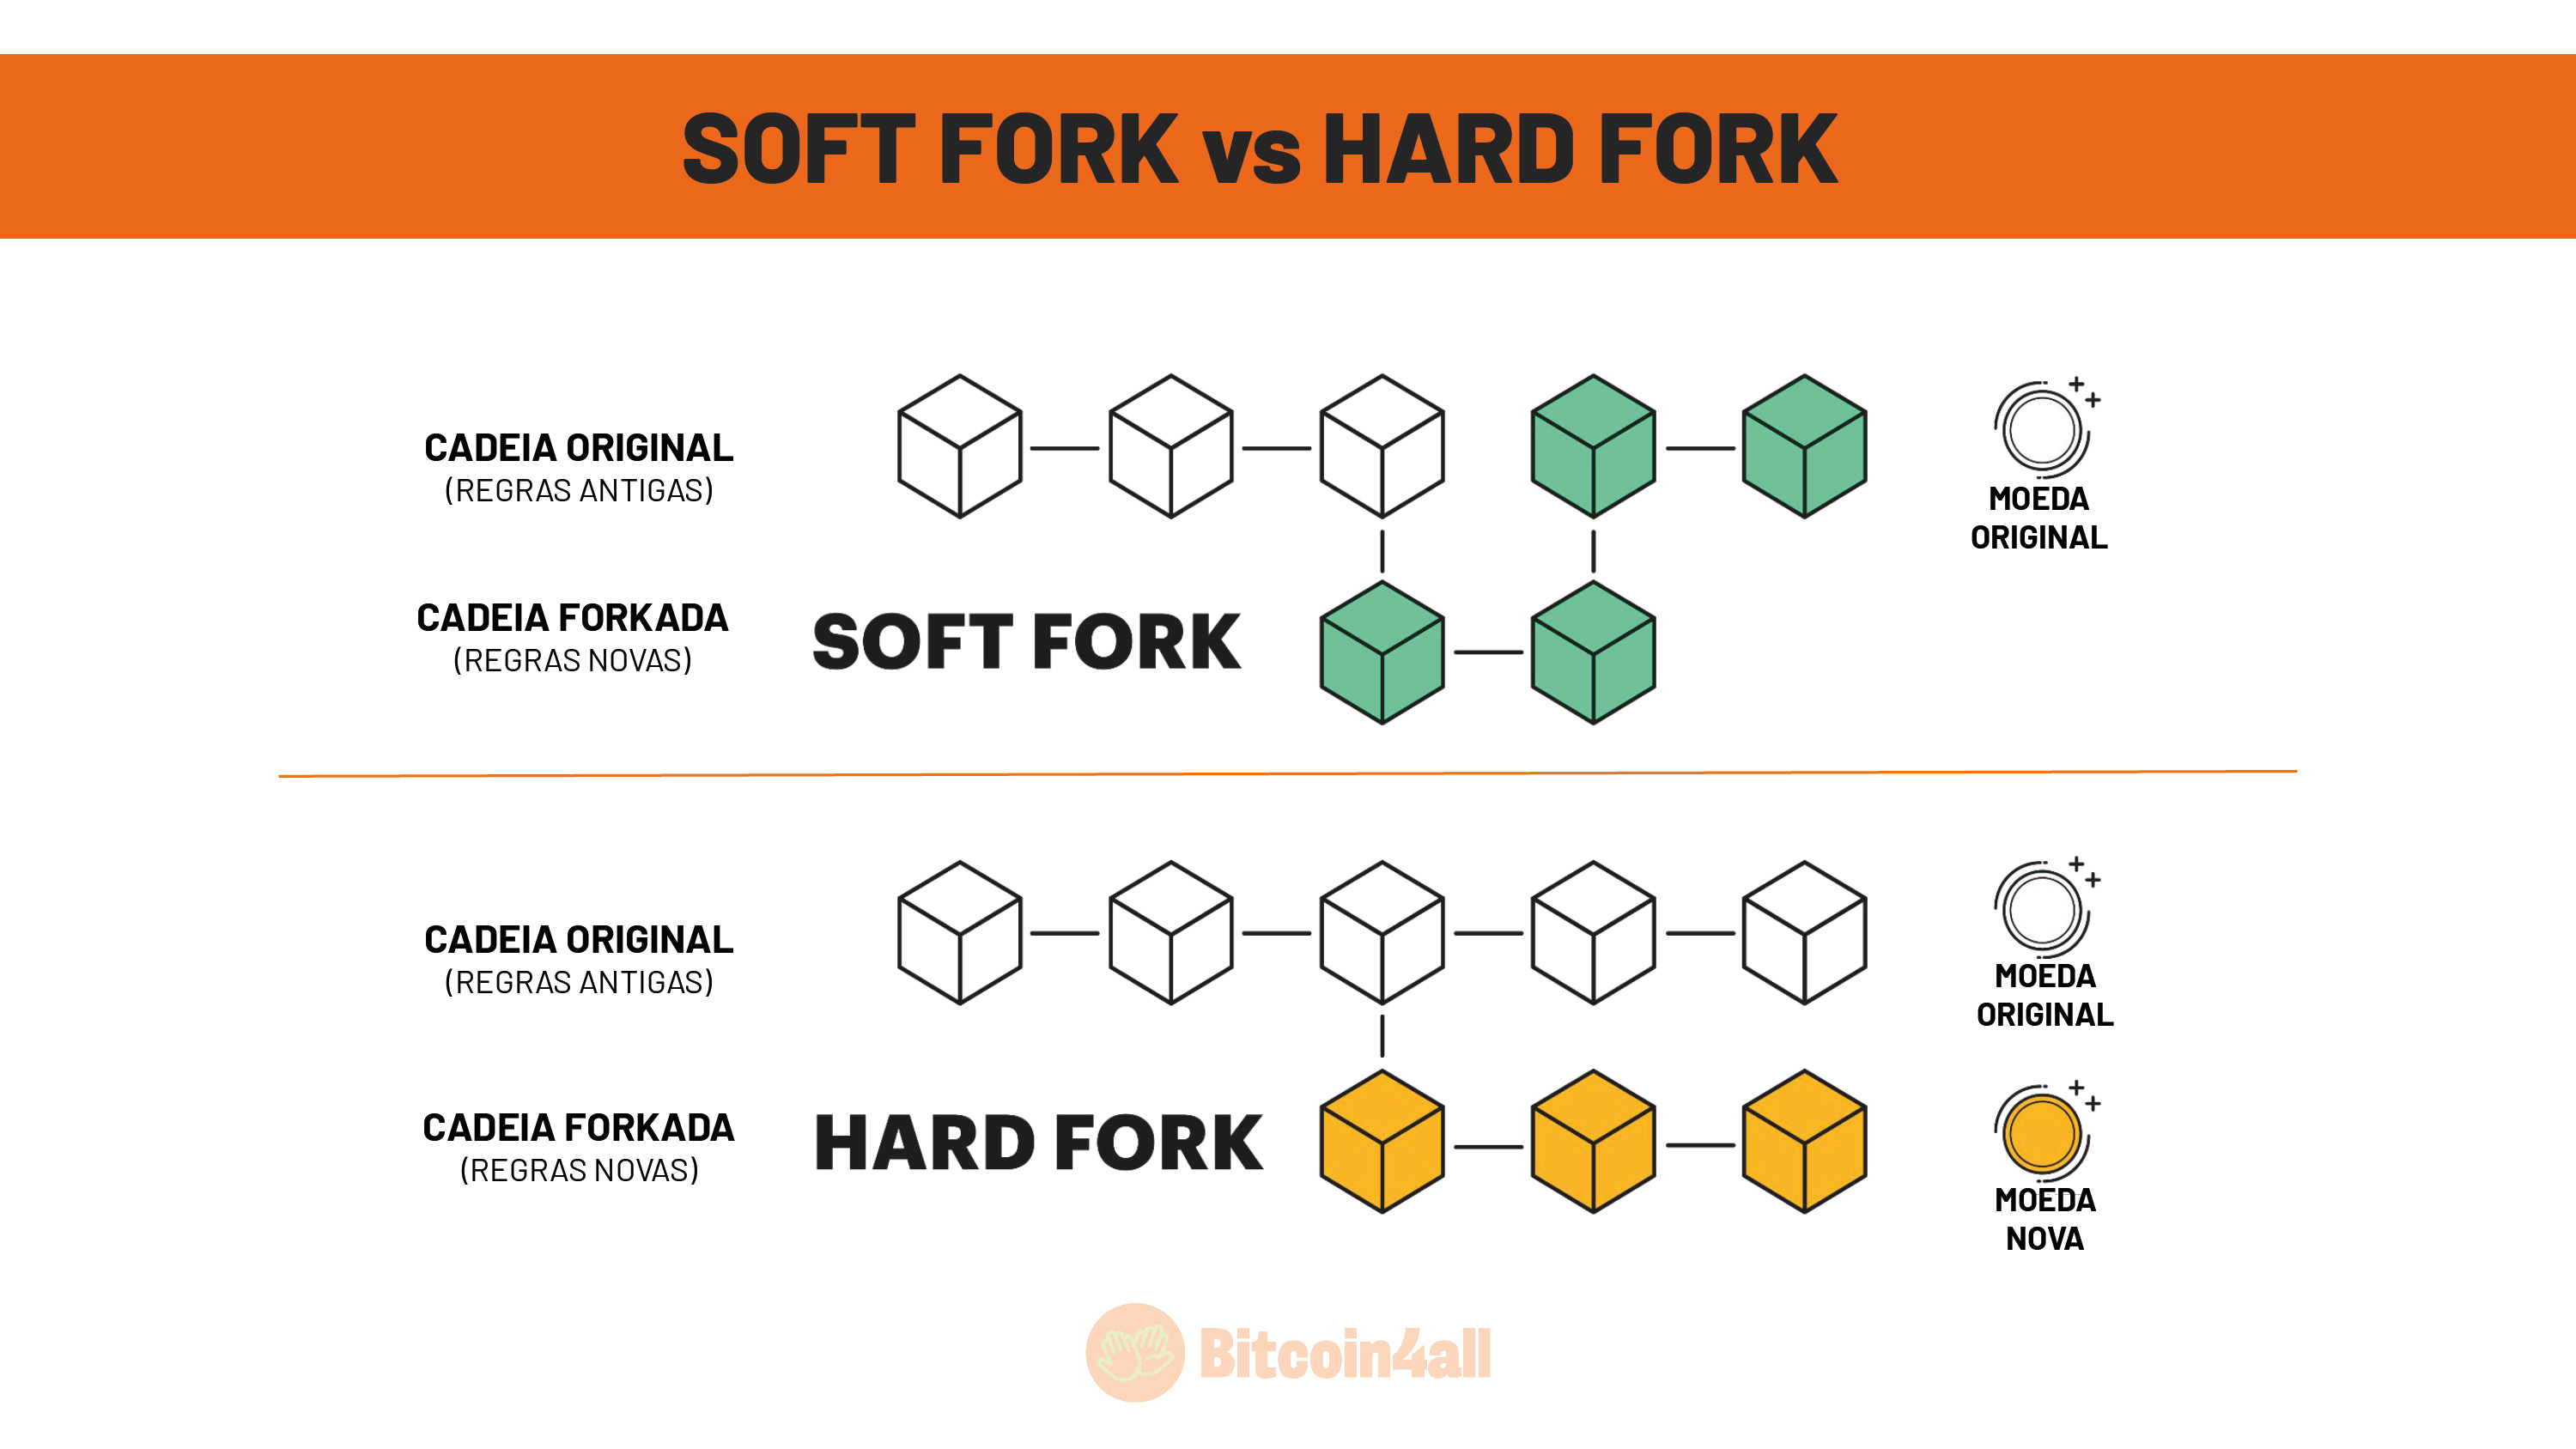 SOFT FORK vs HARD FORK
CADEIA ORIGINAL
(REGRAS ANTIGAS)
MOEDA
ORIGINAL
CADEIA FORKADA
(REGRAS NOVAS)
SOFT FORK
CADEIA ORIGINAL
(REGRAS ANTIGAS)
MOEDA
ORIGINAL
CADEIA FORKADA
(REGRAS NOVAS)
HARD FORK
MOEDA
NOVA
Bitcoin4all